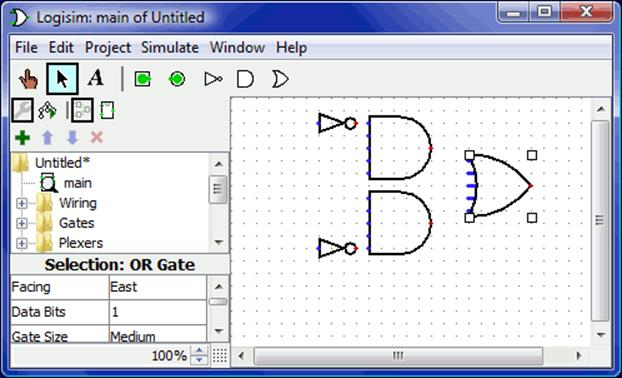 Logisim: main of Untitled
File Edit Project Simulate Window Help
A
Untitled*
main
Wiring
Gates
Plexers
Selection: OR Gate
Facing East
Data Bits 1
Gate Size Medium
100%